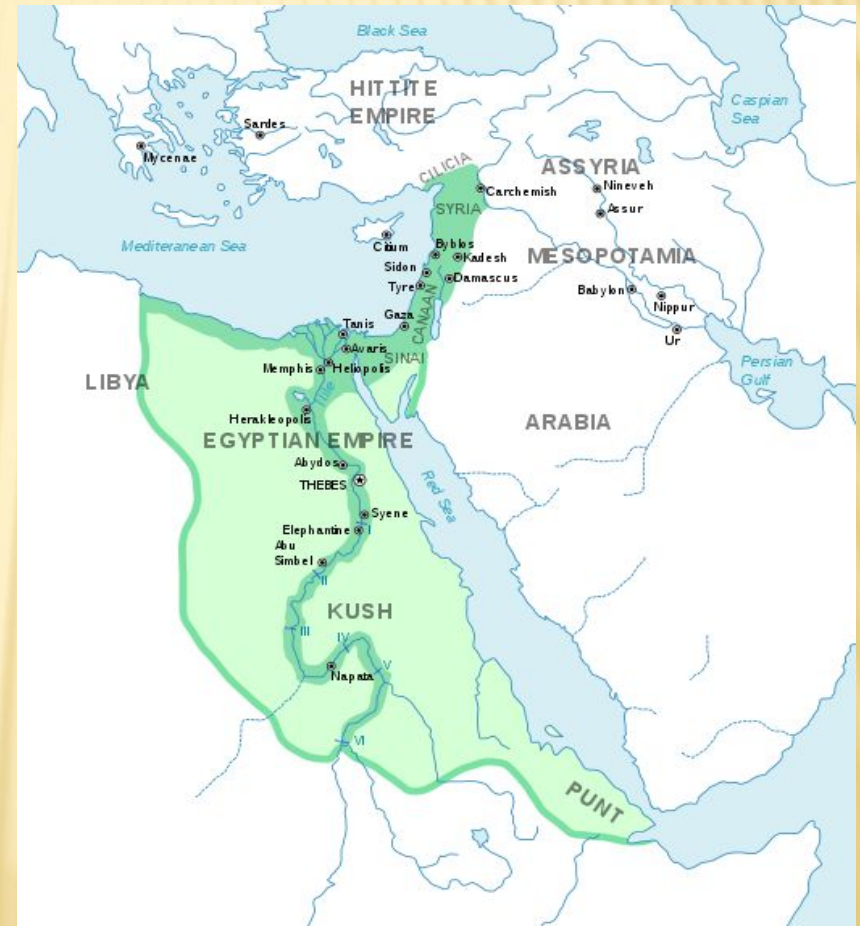 Black Sea
HITTITE
EMPIRE
Caspian
Sea
Sardes
Mycenae
CILICIA
ASSYRIA
Carchemish
Nineveh
SYRIA
Assur
Mediteranean Sea
Citium
Byblos
Kadesh
MESOPOTAMIA
Sidon
Damascus
Tyre
Babylon
Nippur
CANAAN
Gaza
Tanis
Ur
Avaris
SINAI
Persian
Gulf
Memphis
Heliopolis
LIBYA
Nile
Herakleopolis
ARABIA
EGYPTIAN EMPIRE
Abydos
THEBES
Red Sea
Syene
Elephantine
I
Abu
Simbel
II
KUSH
III
IV
V
Napata
VI
PUNT